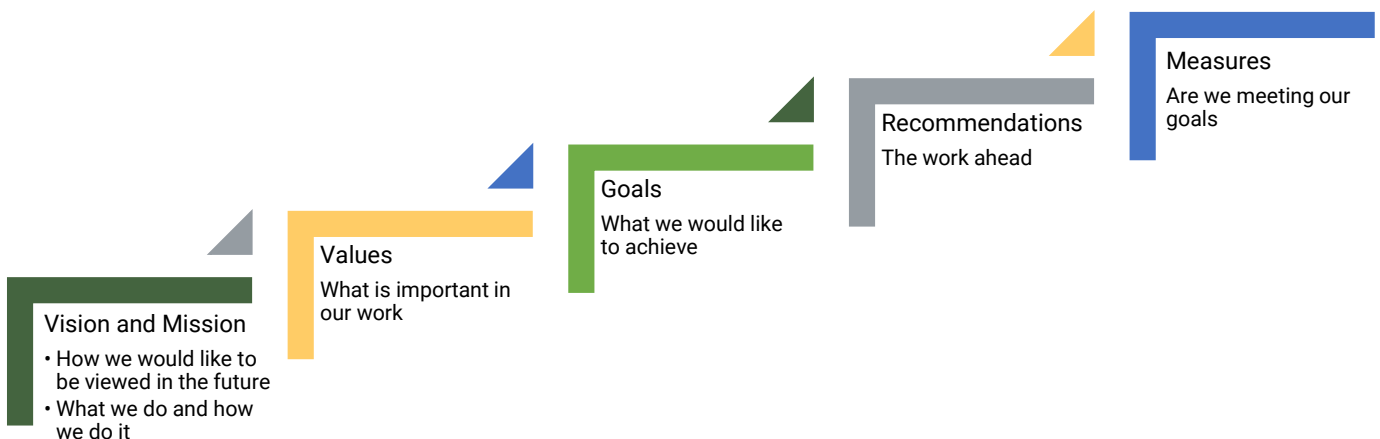 Vision and Mission
• How we would like to
be viewed in the future
• What we do and how
we do it
Values
What is important in
our work
Goals
What we would like
to achieve
Recommendations
The work ahead
Measures
Are we meeting our
goals